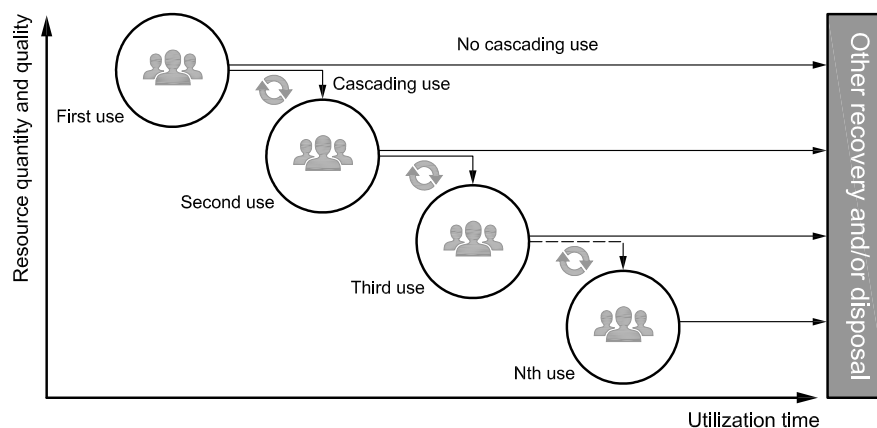 No cascading use
Cascading use
First use
Second use
Third use
Nth use
Resource quantity and quality
Utilization time
Other recovery and/or disposal